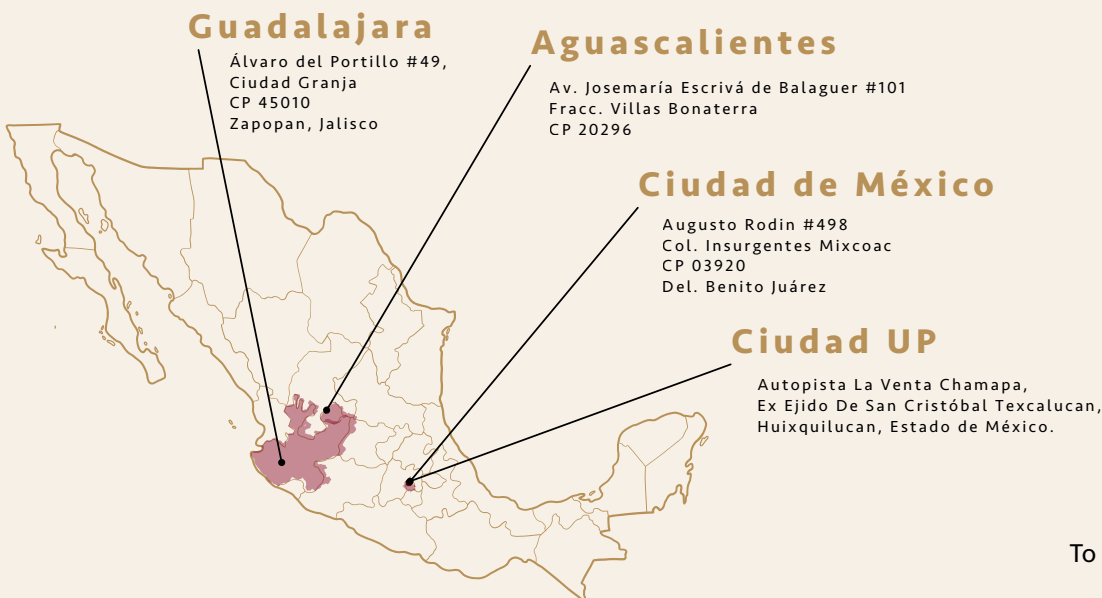 Guadalajara
Álvaro del Portillo #49,
Ciudad Granja
CP 45010
Zapopan, Jalisco
Aguascalientes
Av. Josemaría Escrivá de Balaguer #101
Fracc. Villas Bonaterra
CP 20296
Ciudad de México
Augusto Rodin #498
Col. Insurgentes Mixcoac
CP 03920
Del. Benito Juárez
Ciudad UP
Autopista La Venta Chamapa,
Ex Ejido De San Cristóbal Texcalucan,
Huixquilucan, Estado de México.
To